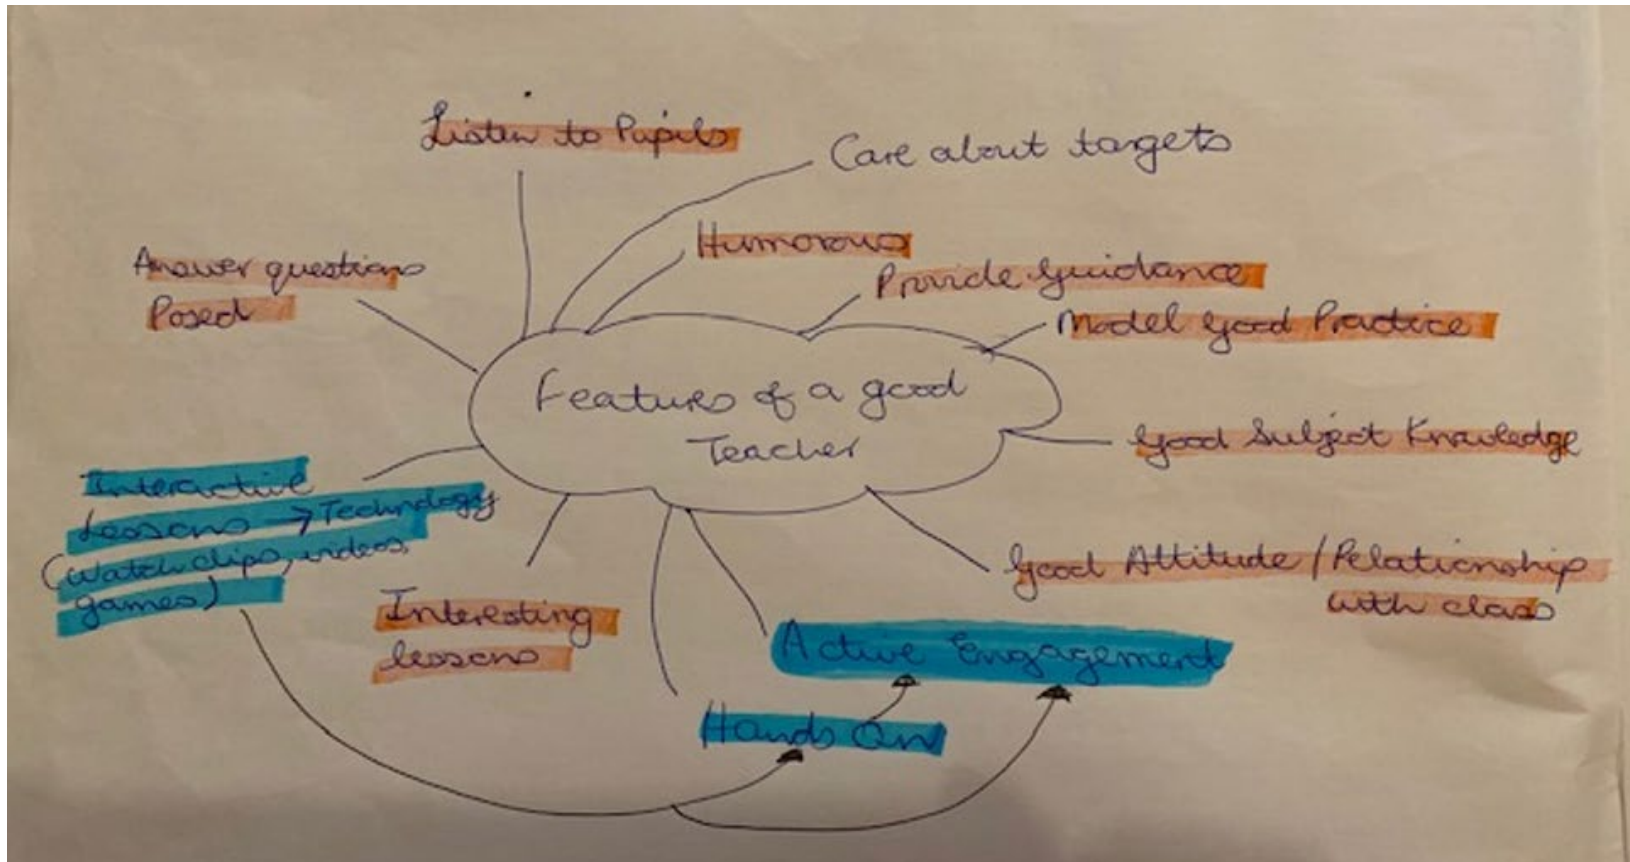 Listen to Pupils
Care about targets
Humorous
Answer questions
Posed
Provide Guidance
Model Good Practice
Features of a good
Teacher
Good Subject Knowledge
Interactive
Lessons → Technology
(Watch clips, videos,
games)
Good Attitude / Relationship
with class
Interesting
lessons
Active Engagement
Hands On